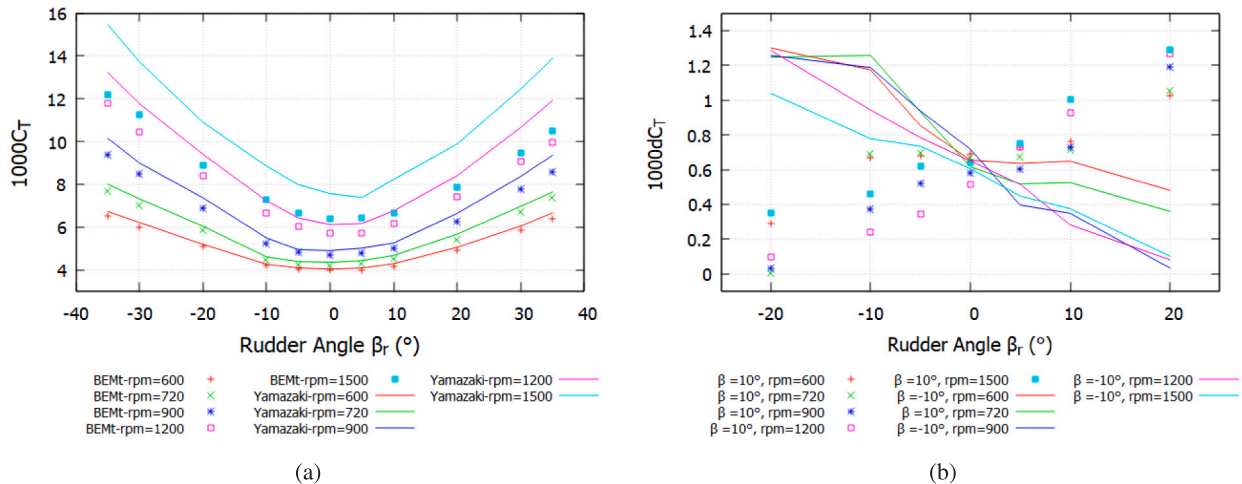 16
14
12
10
8
6
4
1000C_T
-40 -30 -20 -10 0 10 20 30 40
Rudder Angle β_r (°)
BEMt-rpm=600
BEMt-rpm=720
BEMt-rpm=900
BEMt-rpm=1200
BEMt-rpm=1500
Yamazaki-rpm=600
Yamazaki-rpm=720
Yamazaki-rpm=900
Yamazaki-rpm=1200
Yamazaki-rpm=1500
(a)
1.4
1.2
1
0.8
0.6
0.4
0.2
0
1000dC_T
-20 -10 0 10 20
Rudder Angle β_r (°)
β =10°, rpm=600
β =10°, rpm=720
β =10°, rpm=900
β =10°, rpm=1200
β =10°, rpm=1500
β =-10°, rpm=600
β =-10°, rpm=720
β =-10°, rpm=900
β =-10°, rpm=1200
β =-10°, rpm=1500
(b)